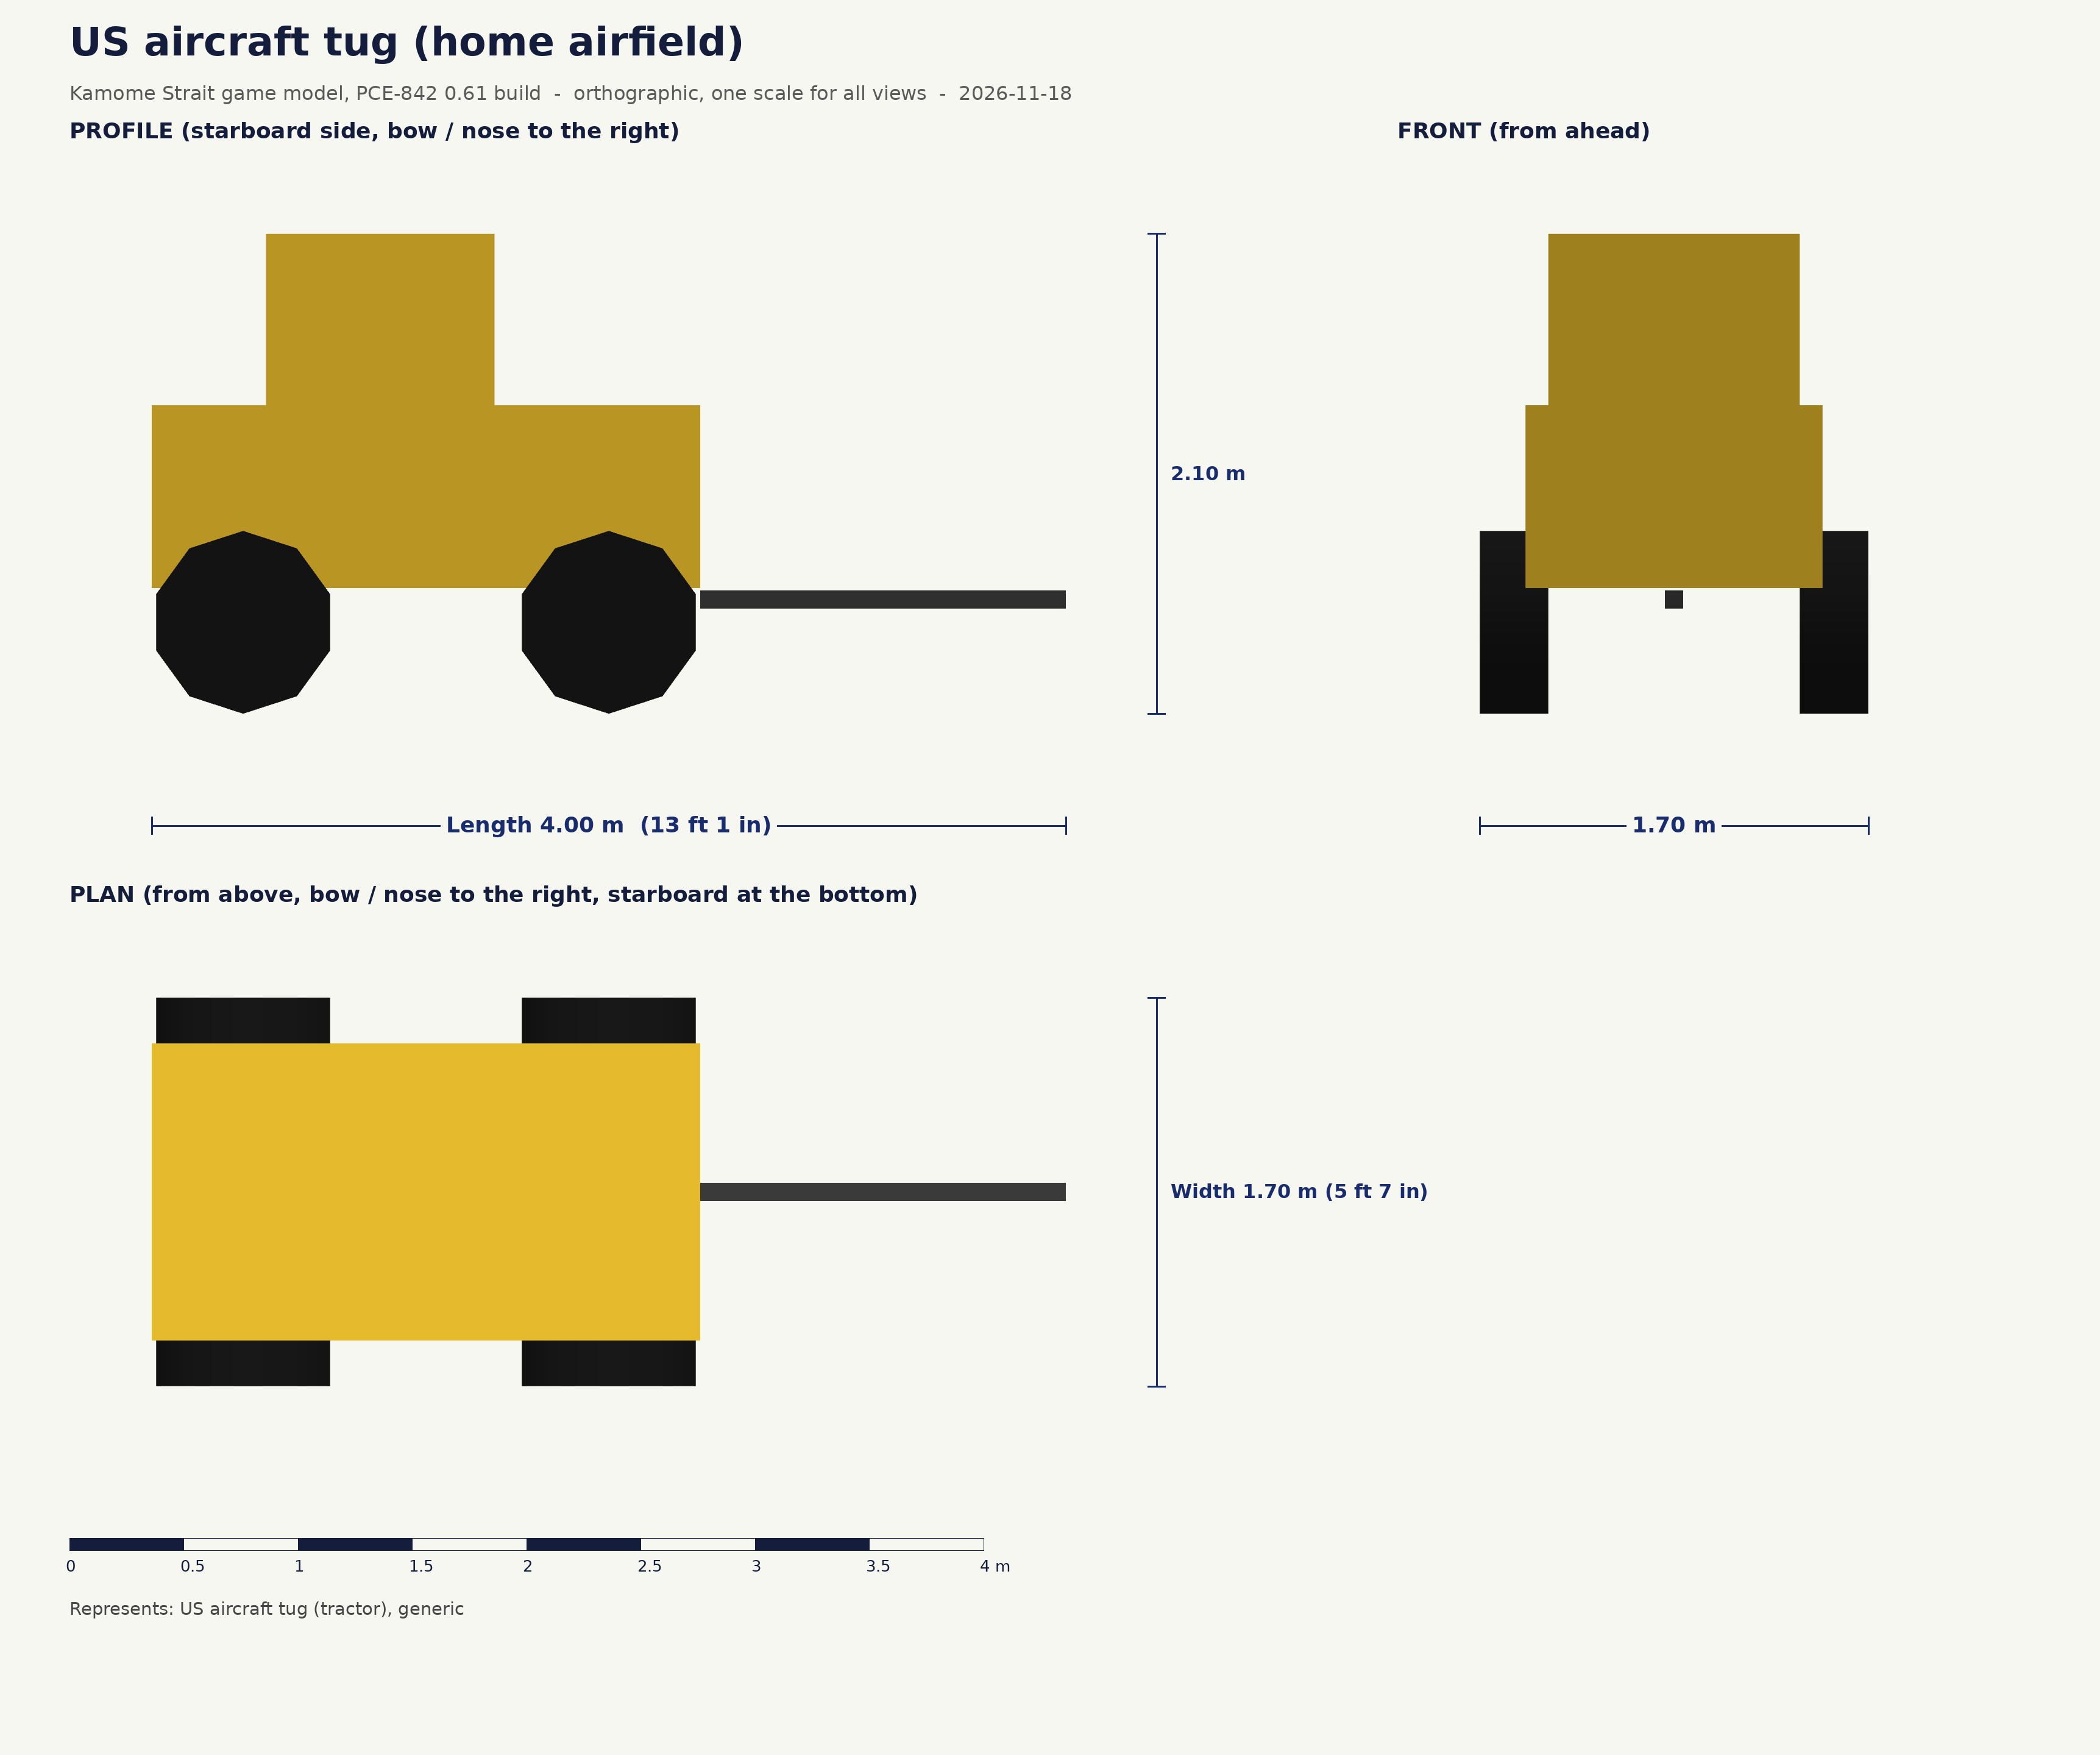 US aircraft tug (home airfield)
Kamome Strait game model, PCE-842 0.61 build  -  orthographic, one scale for all views  -  2026-11-18
PROFILE (starboard side, bow / nose to the right)
FRONT (from ahead)
2.10 m
Length 4.00 m  (13 ft 1 in)
1.70 m
PLAN (from above, bow / nose to the right, starboard at the bottom)
Width 1.70 m (5 ft 7 in)
0 0.5 1 1.5 2 2.5 3 3.5 4 m
Represents: US aircraft tug (tractor), generic